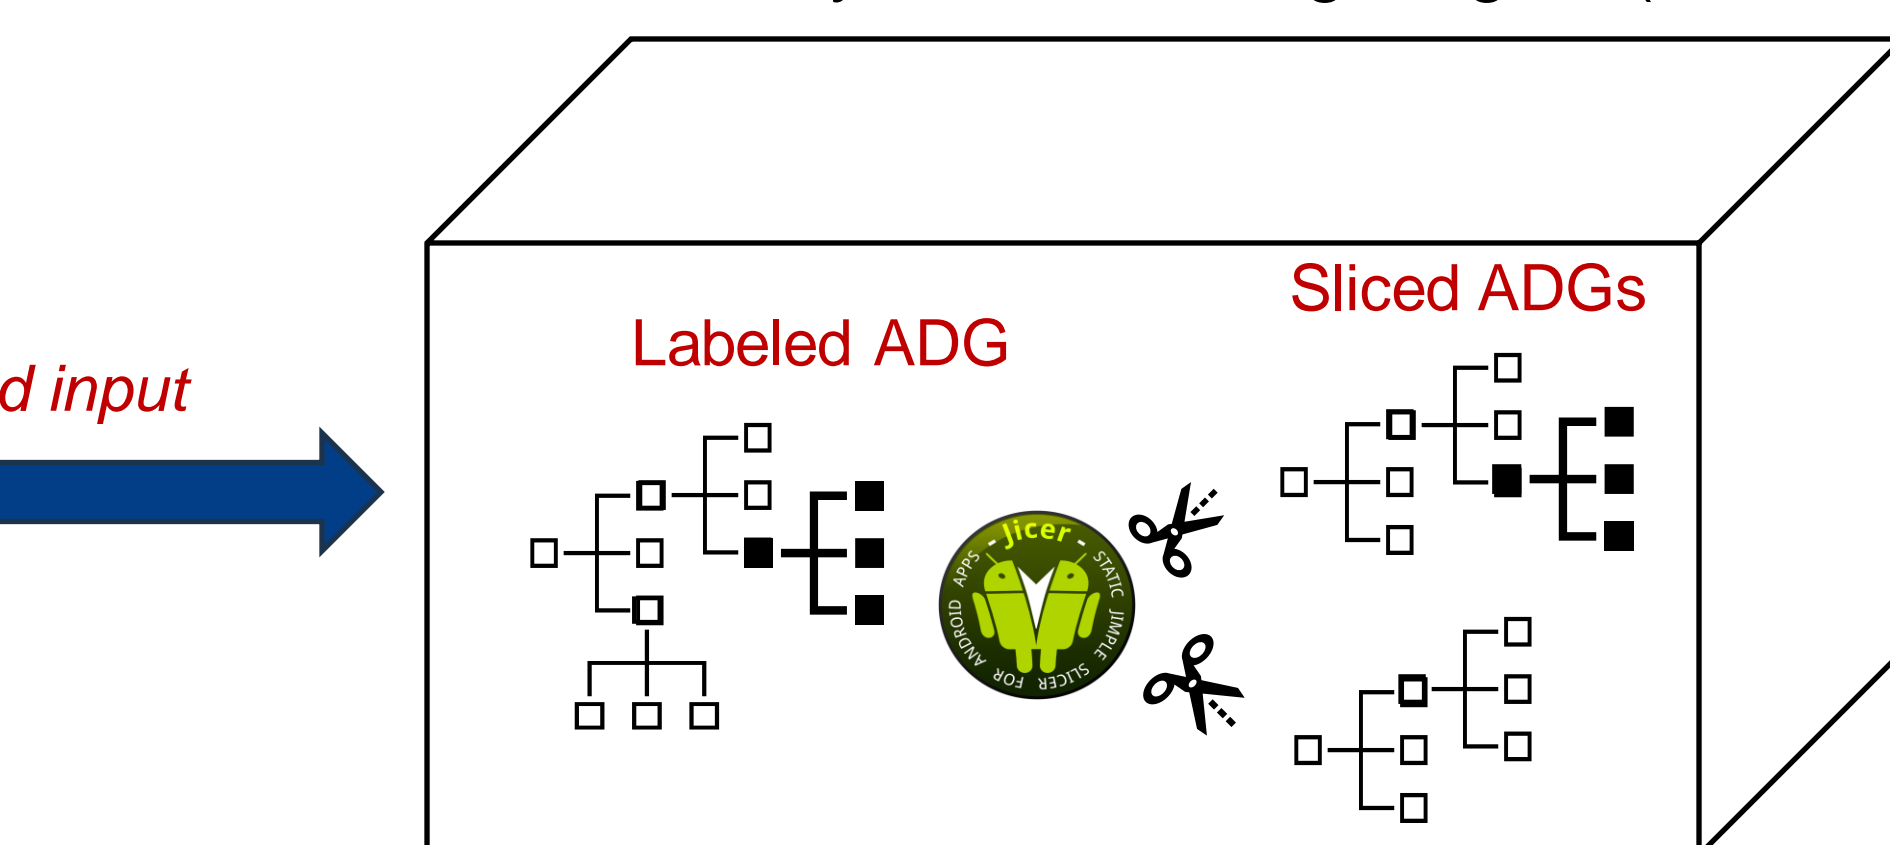 Sliced ADGs
Labeled ADG
d input
- Jicer -
STATIC JIMPLE SLICER FOR ANDROID APPS